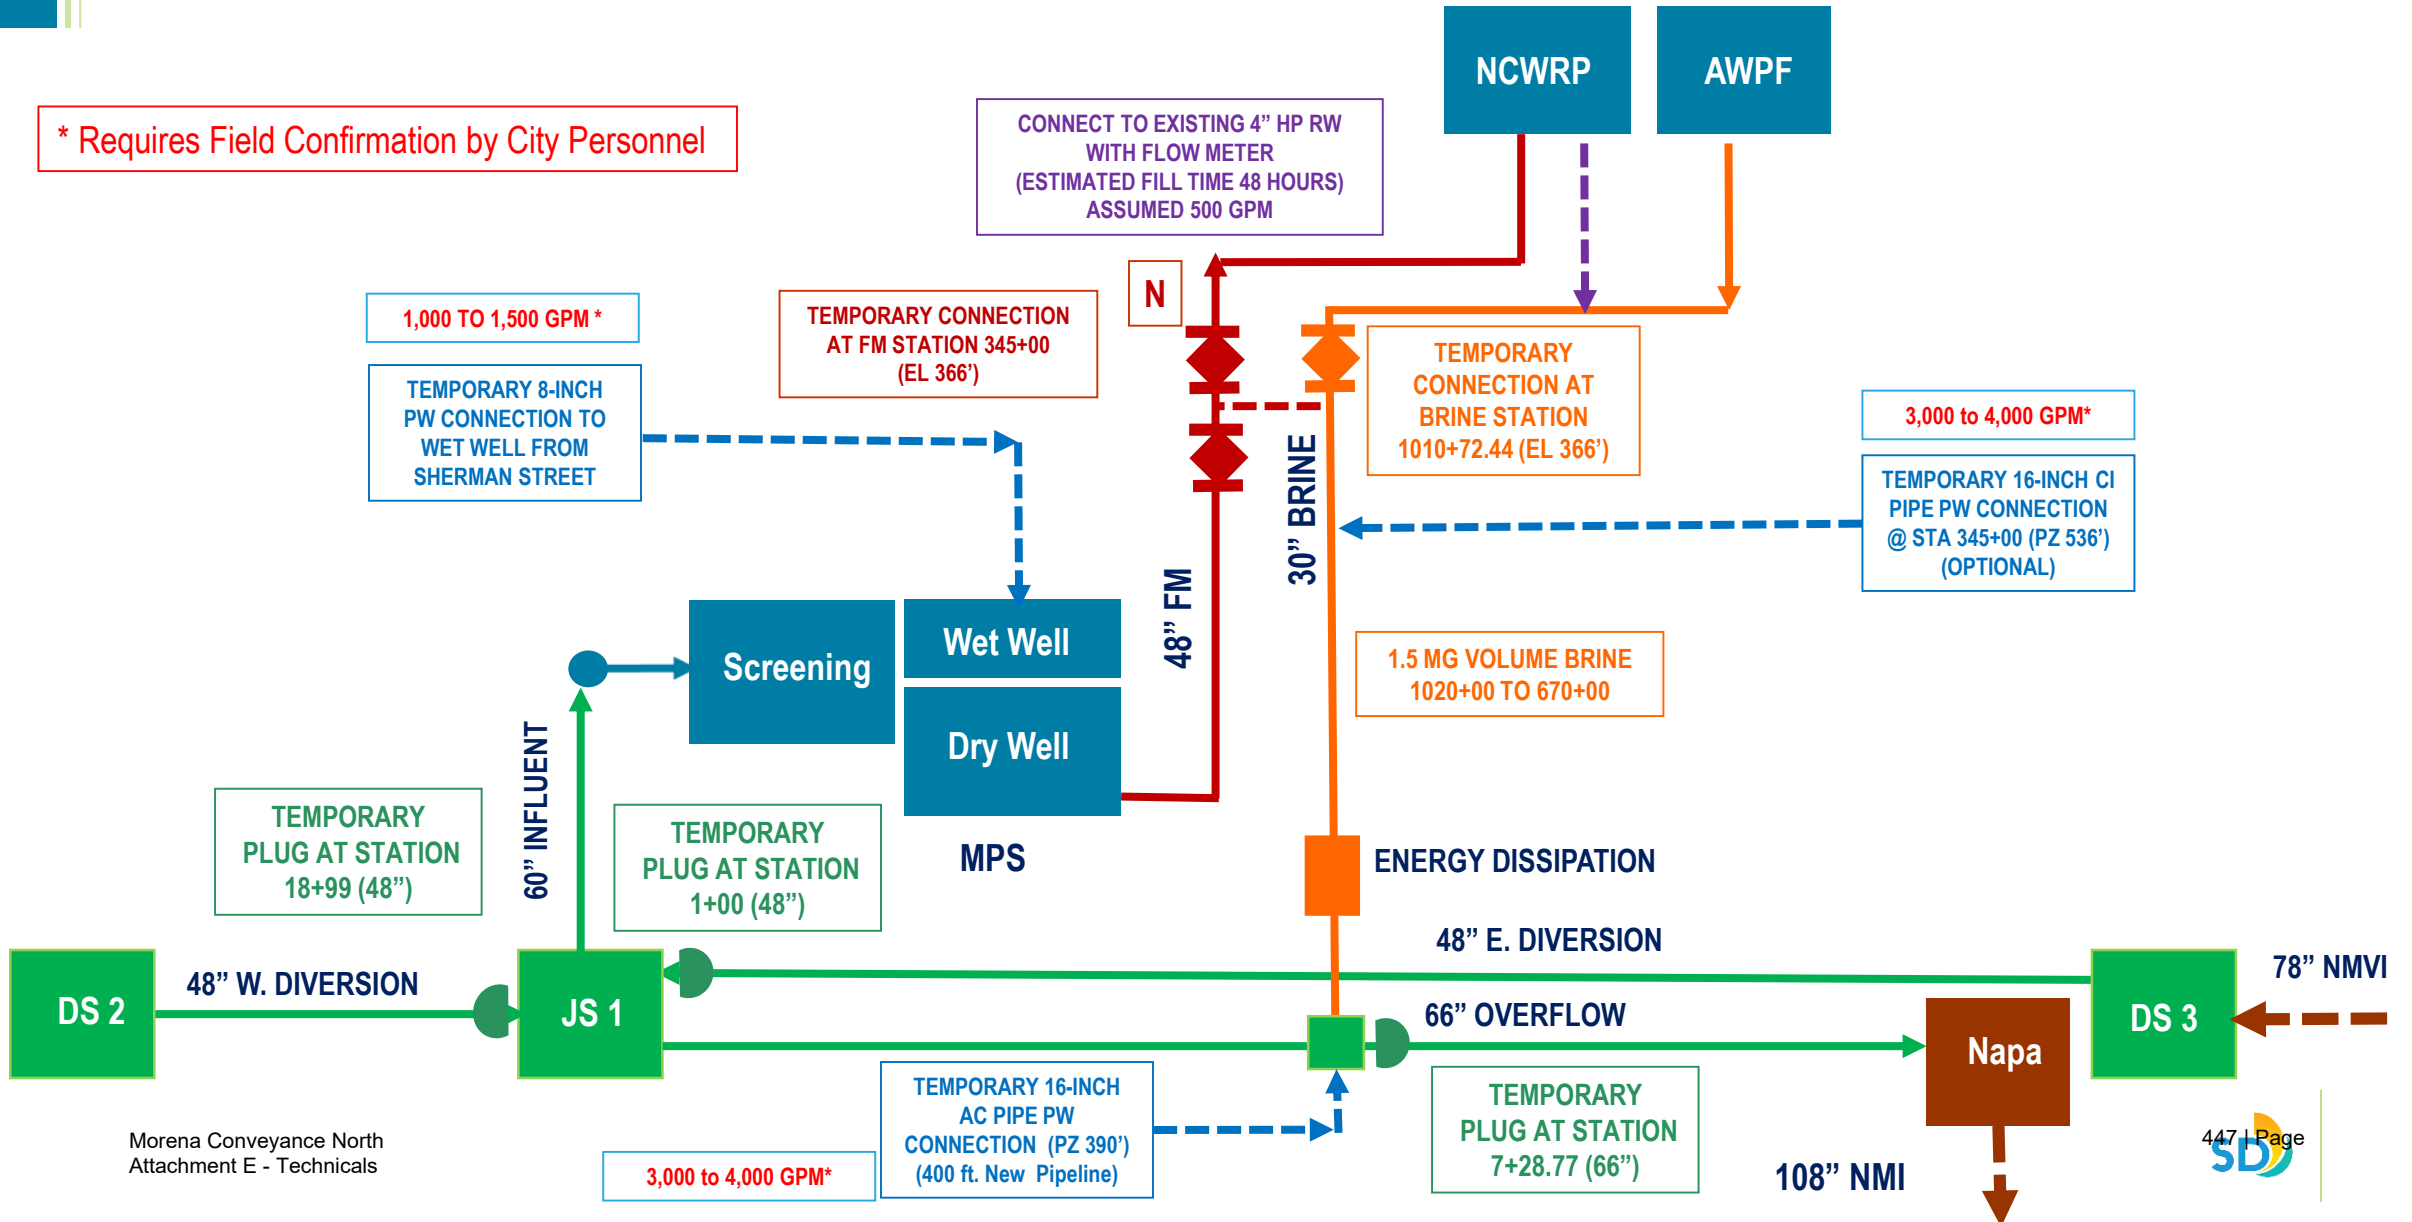 NCWRP
AWPF
* Requires Field Confirmation by City Personnel
CONNECT TO EXISTING 4” HP RW
WITH FLOW METER
(ESTIMATED FILL TIME 48 HOURS)
ASSUMED 500 GPM
N
1,000 TO 1,500 GPM *
TEMPORARY CONNECTION
AT FM STATION 345+00
(EL 366’)
TEMPORARY
CONNECTION AT
BRINE STATION
1010+72.44 (EL 366’)
TEMPORARY 8-INCH
PW CONNECTION TO
WET WELL FROM
SHERMAN STREET
3,000 to 4,000 GPM*
TEMPORARY 16-INCH CI
PIPE PW CONNECTION
@ STA 345+00 (PZ 536’)
(OPTIONAL)
30” BRINE
48” FM
Screening
Wet Well
Dry Well
1.5 MG VOLUME BRINE
1020+00 TO 670+00
60” INFLUENT
TEMPORARY
PLUG AT STATION
18+99 (48”)
TEMPORARY
PLUG AT STATION
1+00 (48”)
MPS
ENERGY DISSIPATION
48” E. DIVERSION
78” NMVI
DS 2
48” W. DIVERSION
JS 1
66” OVERFLOW
Napa
DS 3
TEMPORARY 16-INCH
AC PIPE PW
CONNECTION (PZ 390’)
(400 ft. New Pipeline)
TEMPORARY
PLUG AT STATION
7+28.77 (66”)
3,000 to 4,000 GPM*
108” NMI
Morena Conveyance North
Attachment E - Technicals
447 | Page
SD